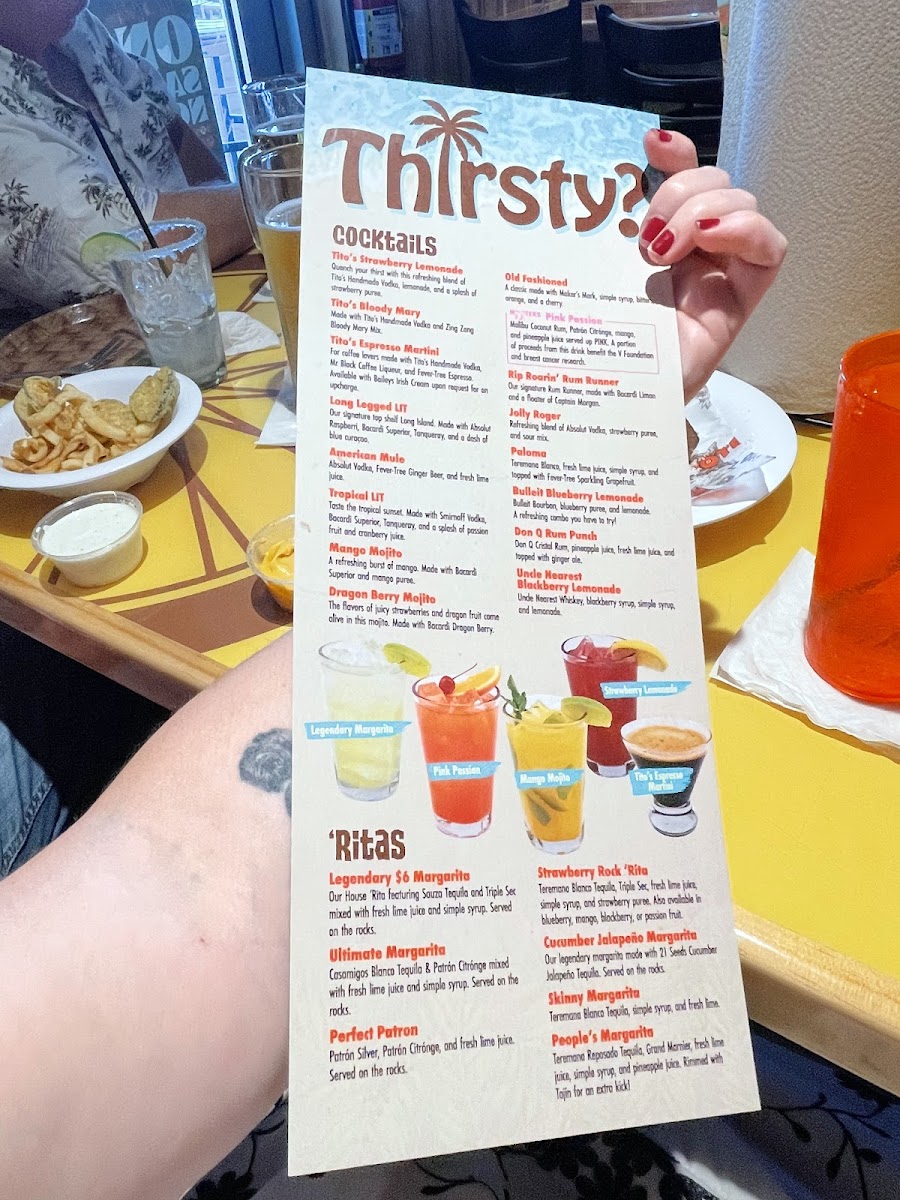 Thirsty?
COCKTAILS
Tito's Strawberry Lemonade
Quench your thirst with this refreshing blend of
Tito's Handmade Vodka, lemonade, and a splash of
strawberry puree.
Tito's Bloody Mary
Made with Tito's Handmade Vodka and Zing Zang
Bloody Mary Mix.
Tito's Espresso Martini
For coffee lovers made with Tito's Handmade Vodka,
Mr Black Coffee Liqueur, and Fever-Tree Espresso.
Available with Baileys Irish Cream upon request for an
upcharge.
Long Legged LIT
Our signature top shelf Long Island. Made with Absolut
Raspberri, Bacardi Superior, Tanqueray, and a dash of
blue curaçao.
American Mule
Absolut Vodka, Fever-Tree Ginger Beer, and fresh lime
juice.
Tropical LIT
Taste the tropical sunset. Made with Smirnoff Vodka,
Bacardi Superior, Tanqueray, and a splash of passion
fruit and cranberry juice.
Mango Mojito
A refreshing burst of mango. Made with Bacardi
Superior and mango puree.
Dragon Berry Mojito
The flavors of juicy strawberries and dragon fruit come
alive in this mojito. Made with Bacardi Dragon Berry.
Old Fashioned
A classic made with Maker's Mark, simple syrup, bitters
orange, and a cherry.
HOOTERS Pink Passion
Malibu Coconut Rum, Patrón Citrónge, mango,
and pineapple juice served up PINK. A portion
of proceeds from this drink benefit the V Foundation
and breast cancer research.
Rip Roarin' Rum Runner
Our signature Rum Runner, made with Bacardi Limon
and a floater of Captain Morgan.
Jolly Roger
Refreshing blend of Absolut Vodka, strawberry puree,
and sour mix.
Paloma
Teremana Blanco, fresh lime juice, simple syrup, and
topped with Fever-Tree Sparkling Grapefruit.
Bulleit Blueberry Lemonade
Bulleit Bourbon, blueberry puree, and lemonade.
A refreshing combo you have to try!
Don Q Rum Punch
Don Q Cristal Rum, pineapple juice, fresh lime juice, and
topped with ginger ale.
Uncle Nearest
Blackberry Lemonade
Uncle Nearest Whiskey, blackberry syrup, simple syrup,
and lemonade.
Legendary Margarita
Pink Passion
Mango Mojito
Strawberry Lemonade
Tito's Espresso
Martini
'RITAS
Legendary $6 Margarita
Our House 'Rita featuring Sauza Tequila and Triple Sec
mixed with fresh lime juice and simple syrup. Served
on the rocks.
Ultimate Margarita
Casamigos Blanco Tequila & Patrón Citrónge mixed
with fresh lime juice and simple syrup. Served on the
rocks.
Perfect Patron
Patrón Silver, Patrón Citrónge, and fresh lime juice.
Served on the rocks.
Strawberry Rock 'Rita
Teremana Blanco Tequila, Triple Sec, fresh lime juice,
simple syrup, and strawberry puree. Also available in
blueberry, mango, blackberry, or passion fruit.
Cucumber Jalapeño Margarita
Our legendary margarita made with 21 Seeds Cucumber
Jalapeño Tequila. Served on the rocks.
Skinny Margarita
Teremana Blanco Tequila, simple syrup, and fresh lime.
People's Margarita
Teremana Reposado Tequila, Grand Marnier, fresh lime
juice, simple syrup, and pineapple juice. Rimmed with
Tajín for an extra kick!